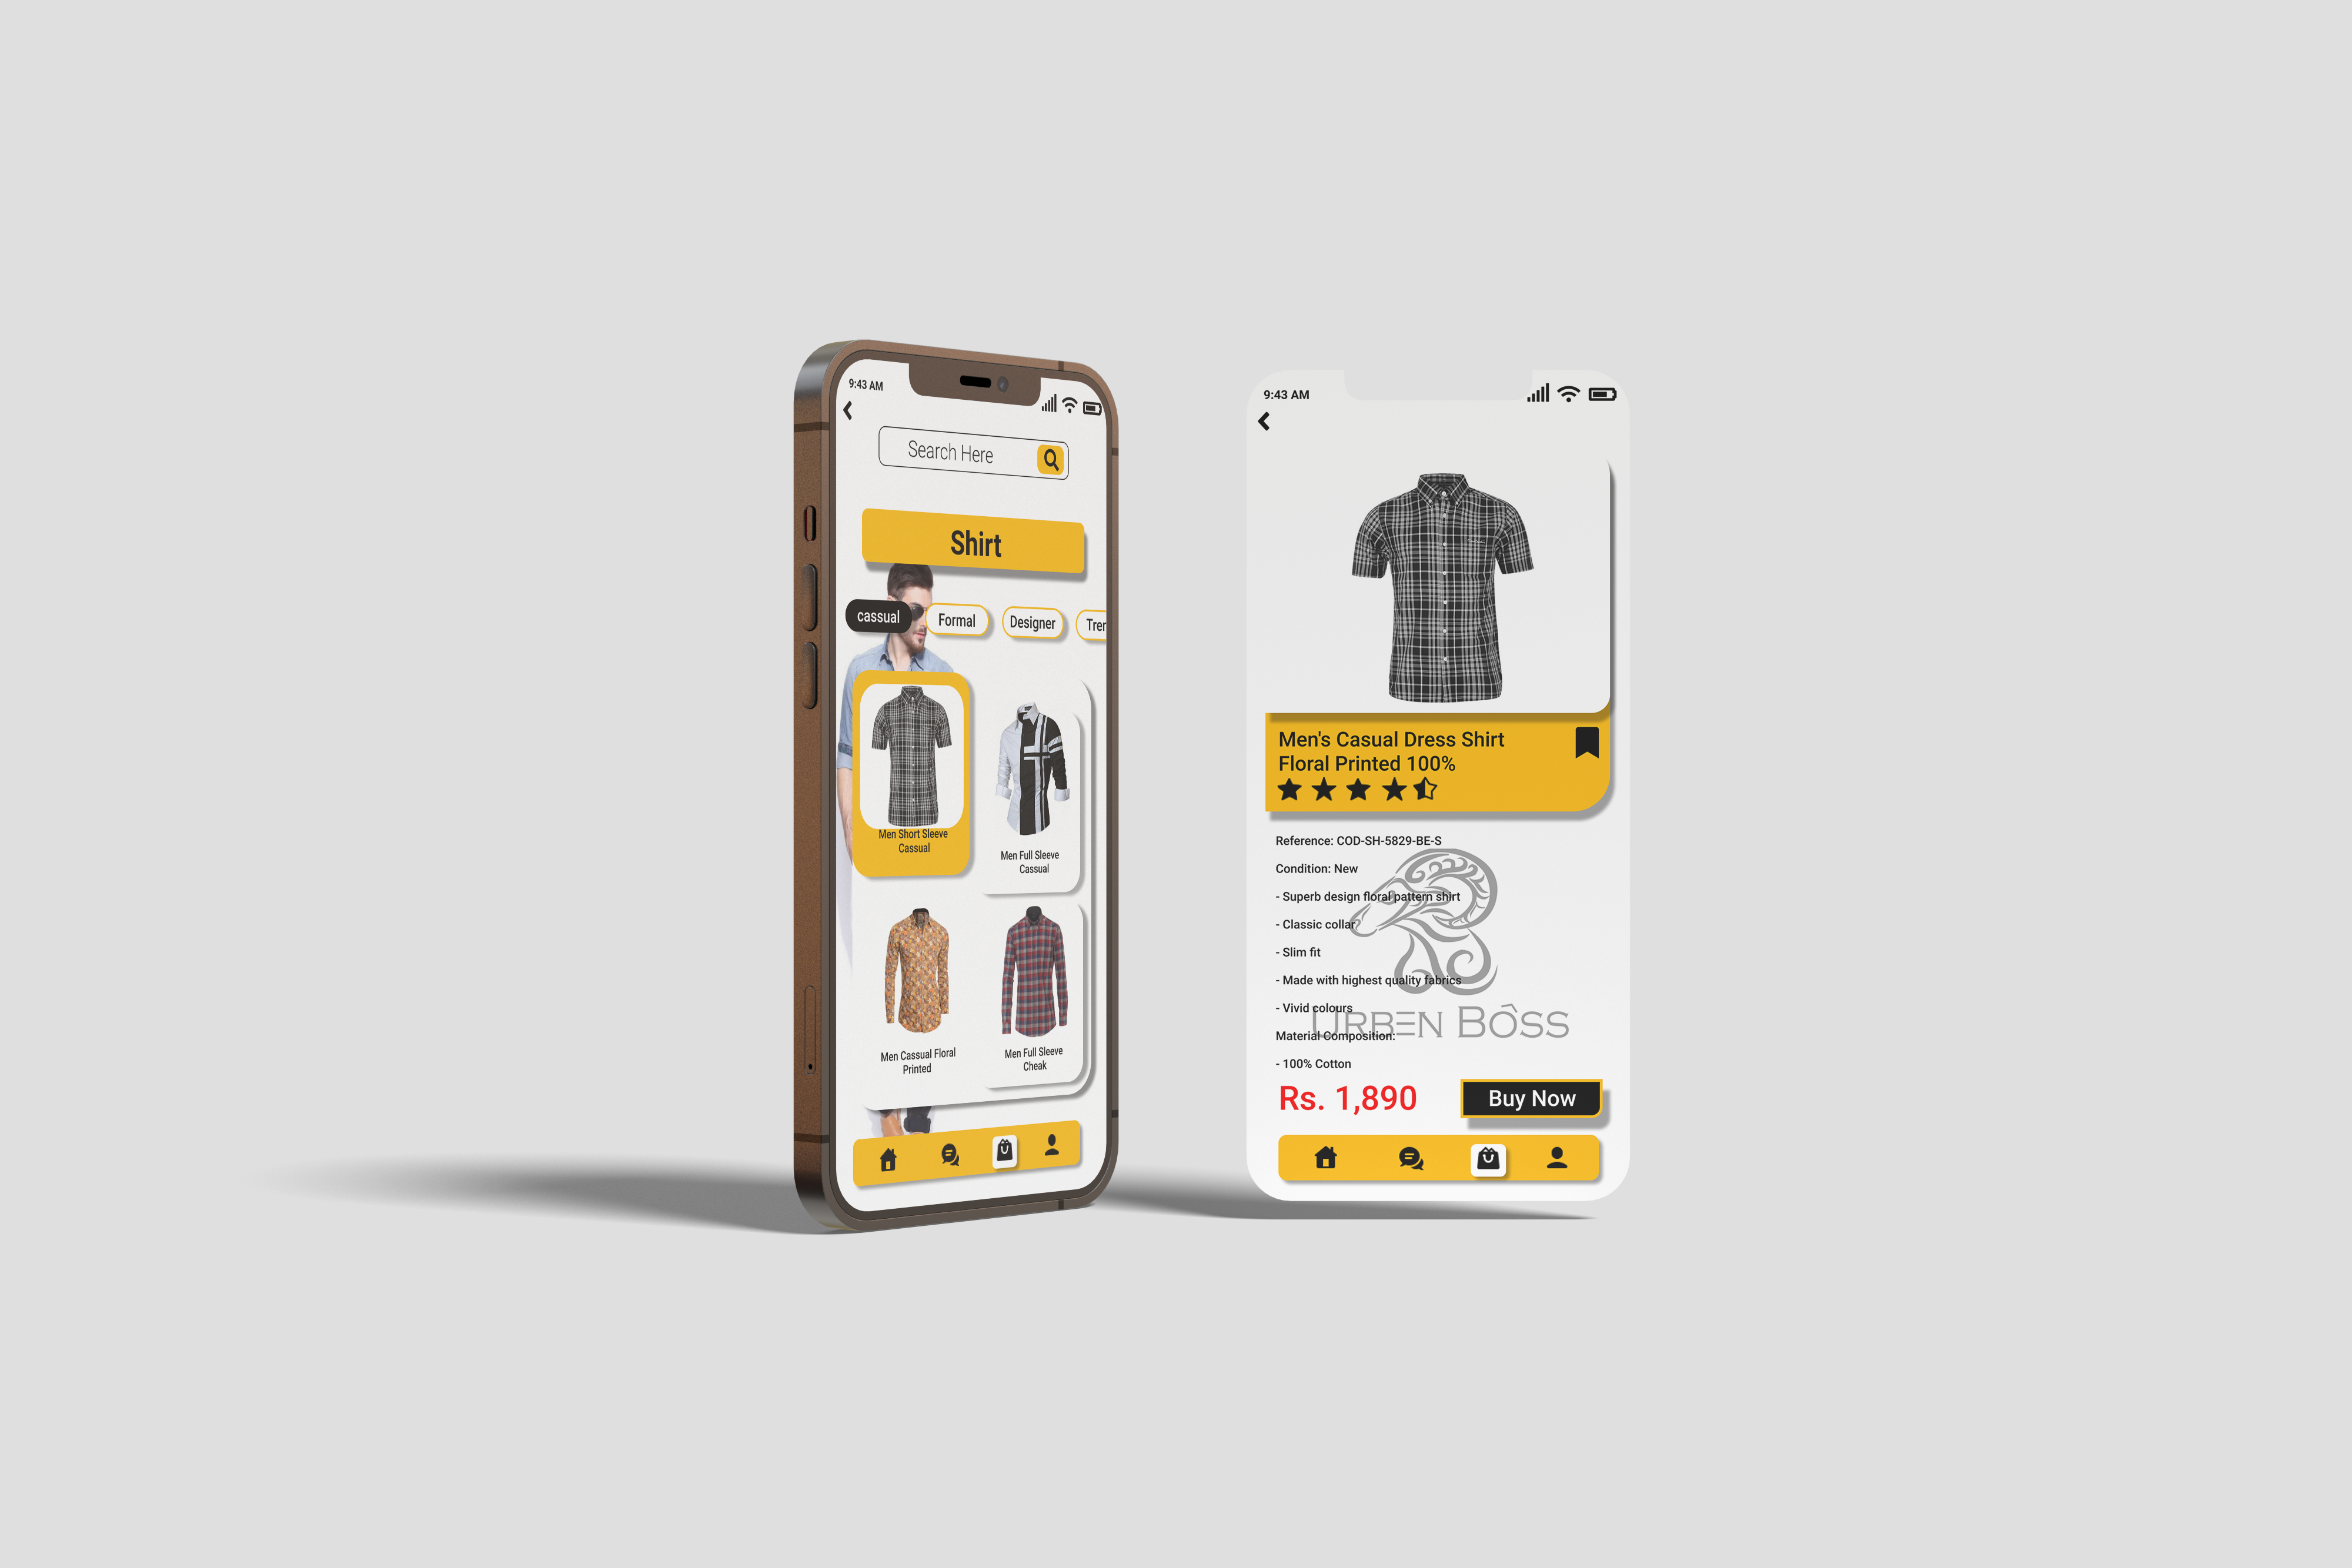 9:43 AM
Search Here
Shirt
cassual
Formal
Designer
Men Short Sleeve
Cassual
Men Full Sleeve
Cassual
Men Cassual Floral
Printed
Men Full Sleeve
Cheak
9:43 AM
Men's Casual Dress Shirt
Floral Printed 100%
Reference: COD-SH-5829-BE-S
Condition: New
- Superb design floral pattern shirt
- Classic collar
- Slim fit
- Made with highest quality fabrics
- Vivid colours
URBEN BÔSS
Material Composition:
- 100% Cotton
Rs. 1,890
Buy Now